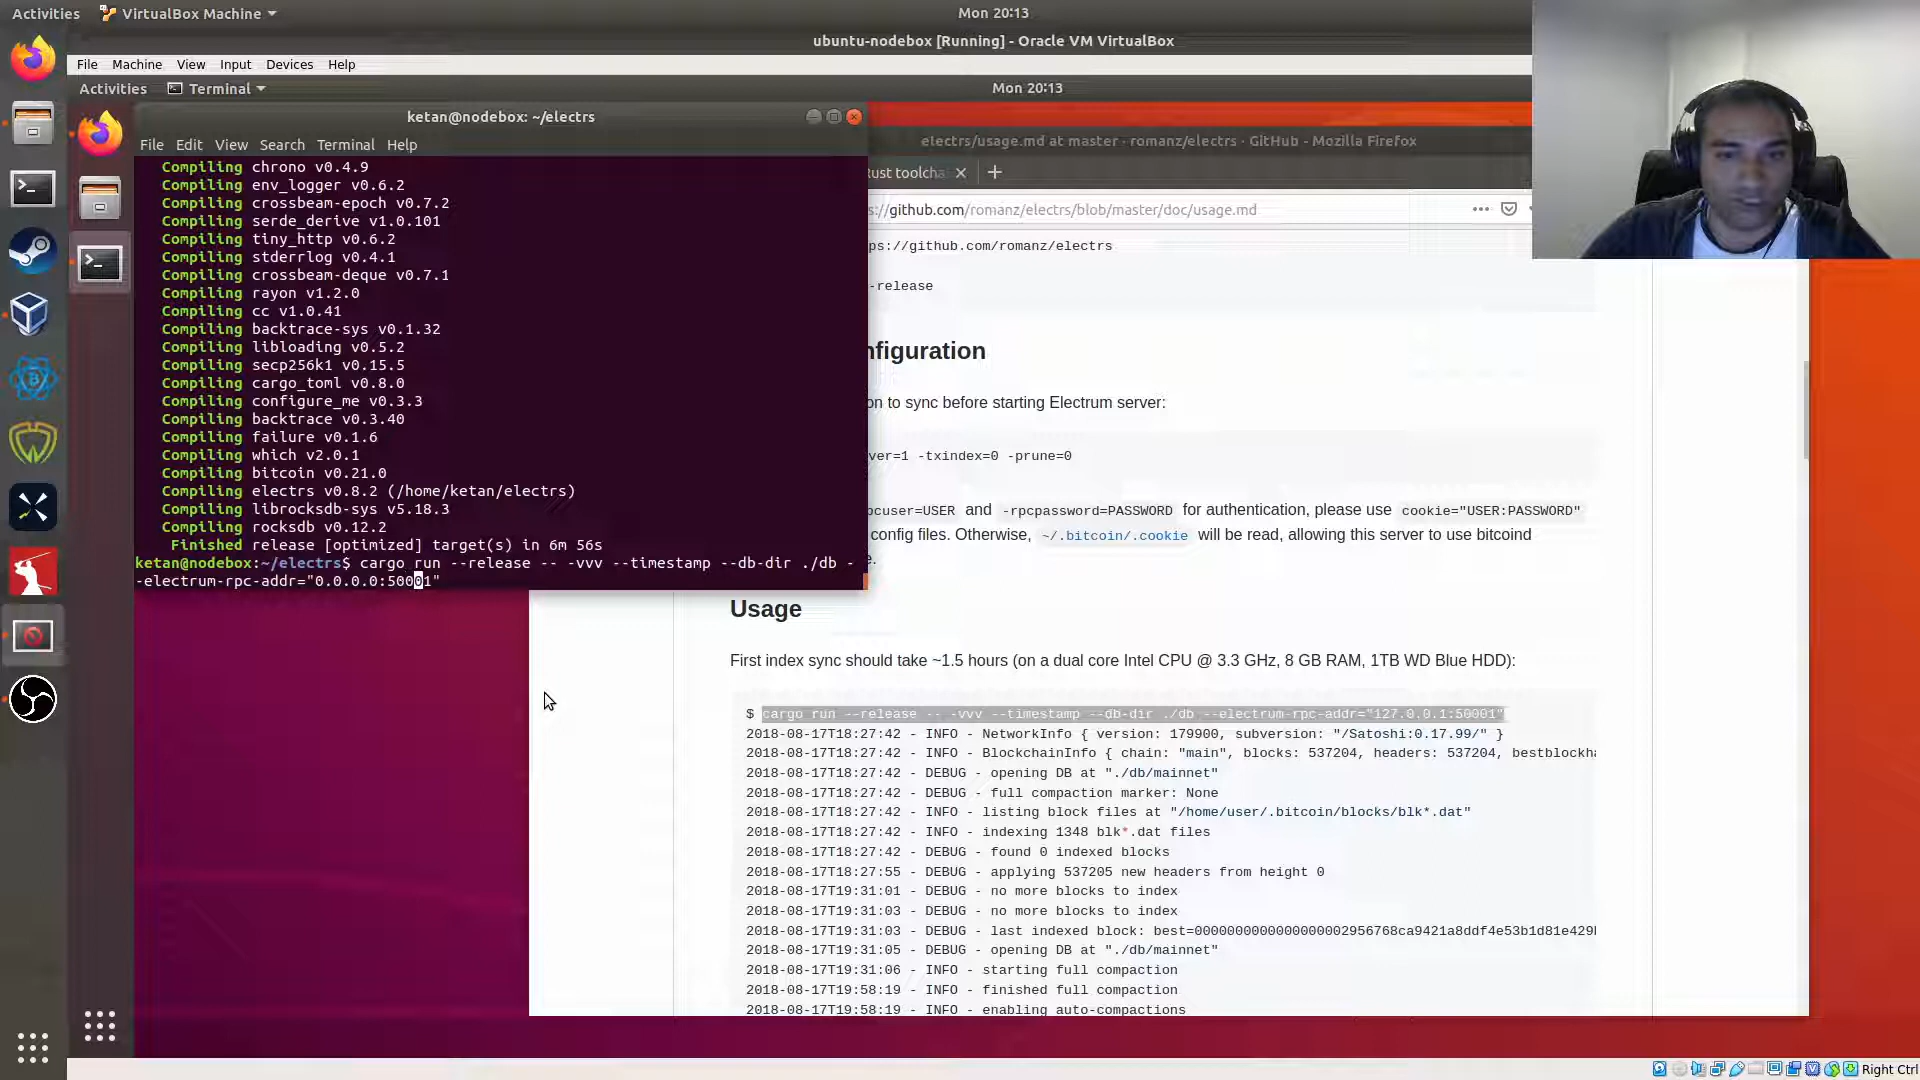 Activities VirtualBox Machine Mon 20:13
ubuntu-nodebox [Running] - Oracle VM VirtualBox
File Machine View Input Devices Help
Activities Terminal Mon 20:13
ketan@nodebox: ~/electrs
File Edit View Search Terminal Help
Compiling chrono v0.4.9
Compiling env_logger v0.6.2
Compiling crossbeam-epoch v0.7.2
Compiling serde_derive v1.0.101
Compiling tiny_http v0.6.2
Compiling stderrlog v0.4.1
Compiling crossbeam-deque v0.7.1
Compiling rayon v1.2.0
Compiling cc v1.0.41
Compiling backtrace-sys v0.1.32
Compiling libloading v0.5.2
Compiling secp256k1 v0.15.5
Compiling cargo_toml v0.8.0
Compiling configure_me v0.3.3
Compiling backtrace v0.3.40
Compiling failure v0.1.6
Compiling which v2.0.1
Compiling bitcoin v0.21.0
Compiling electrs v0.8.2 (/home/ketan/electrs)
Compiling librocksdb-sys v5.18.3
Compiling rocksdb v0.12.2
Finished release [optimized] target(s) in 6m 56s
ketan@nodebox:~/electrs$ cargo run --release -- -vvv --timestamp --db-dir ./db -
-electrum-rpc-addr="0.0.0.0:50001"
electrs/usage.md at master · romanz/electrs · GitHub - Mozilla Firefox
Rust toolcha
s://github.com/romanz/electrs/blob/master/doc/usage.md
ps://github.com/romanz/electrs
-release
nfiguration
on to sync before starting Electrum server:
ver=1 -txindex=0 -prune=0
pcuser=USER and -rpcpassword=PASSWORD for authentication, please use cookie="USER:PASSWORD"
config files. Otherwise, ~/.bitcoin/.cookie will be read, allowing this server to use bitcoind
e.
Usage
First index sync should take ~1.5 hours (on a dual core Intel CPU @ 3.3 GHz, 8 GB RAM, 1TB WD Blue HDD):
$ cargo run --release -- -vvv --timestamp --db-dir ./db --electrum-rpc-addr="127.0.0.1:50001"
2018-08-17T18:27:42 - INFO - NetworkInfo { version: 179900, subversion: "/Satoshi:0.17.99/" }
2018-08-17T18:27:42 - INFO - BlockchainInfo { chain: "main", blocks: 537204, headers: 537204, bestblockha
2018-08-17T18:27:42 - DEBUG - opening DB at "./db/mainnet"
2018-08-17T18:27:42 - DEBUG - full compaction marker: None
2018-08-17T18:27:42 - INFO - listing block files at "/home/user/.bitcoin/blocks/blk*.dat"
2018-08-17T18:27:42 - INFO - indexing 1348 blk*.dat files
2018-08-17T18:27:42 - DEBUG - found 0 indexed blocks
2018-08-17T18:27:55 - DEBUG - applying 537205 new headers from height 0
2018-08-17T19:31:01 - DEBUG - no more blocks to index
2018-08-17T19:31:03 - DEBUG - no more blocks to index
2018-08-17T19:31:03 - DEBUG - last indexed block: best=0000000000000000002956768ca9421a8ddf4e53b1d81e429
2018-08-17T19:31:05 - DEBUG - opening DB at "./db/mainnet"
2018-08-17T19:31:06 - INFO - starting full compaction
2018-08-17T19:58:19 - INFO - finished full compaction
2018-08-17T19:58:19 - INFO - enabling auto-compactions
Right Ctrl